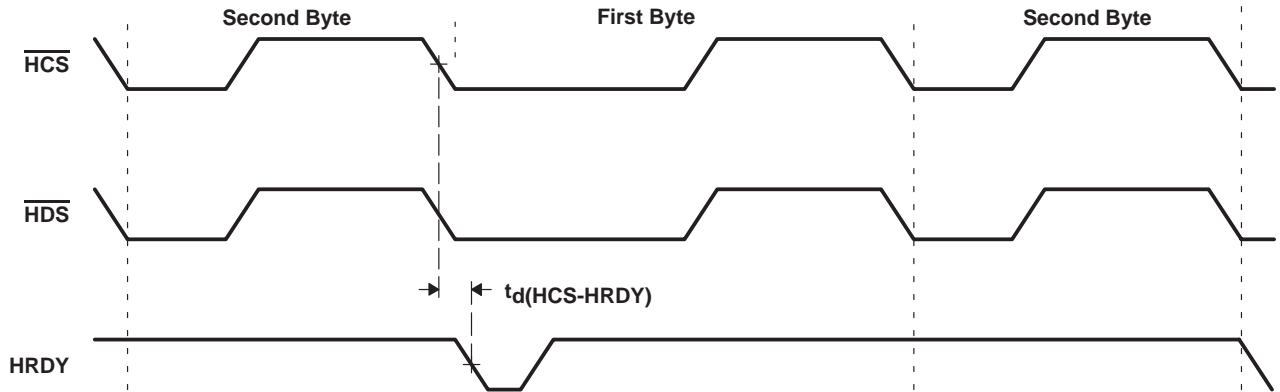 Second Byte First Byte Second Byte
HCS
HDS
td(HCS-HRDY)
HRDY